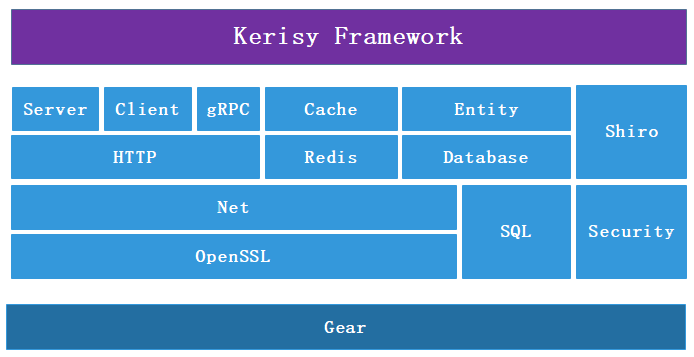 Kerisy Framework
Server
Client
gRPC
Cache
Entity
Shiro
HTTP
Redis
Database
Net
SQL
Security
OpenSSL
Gear